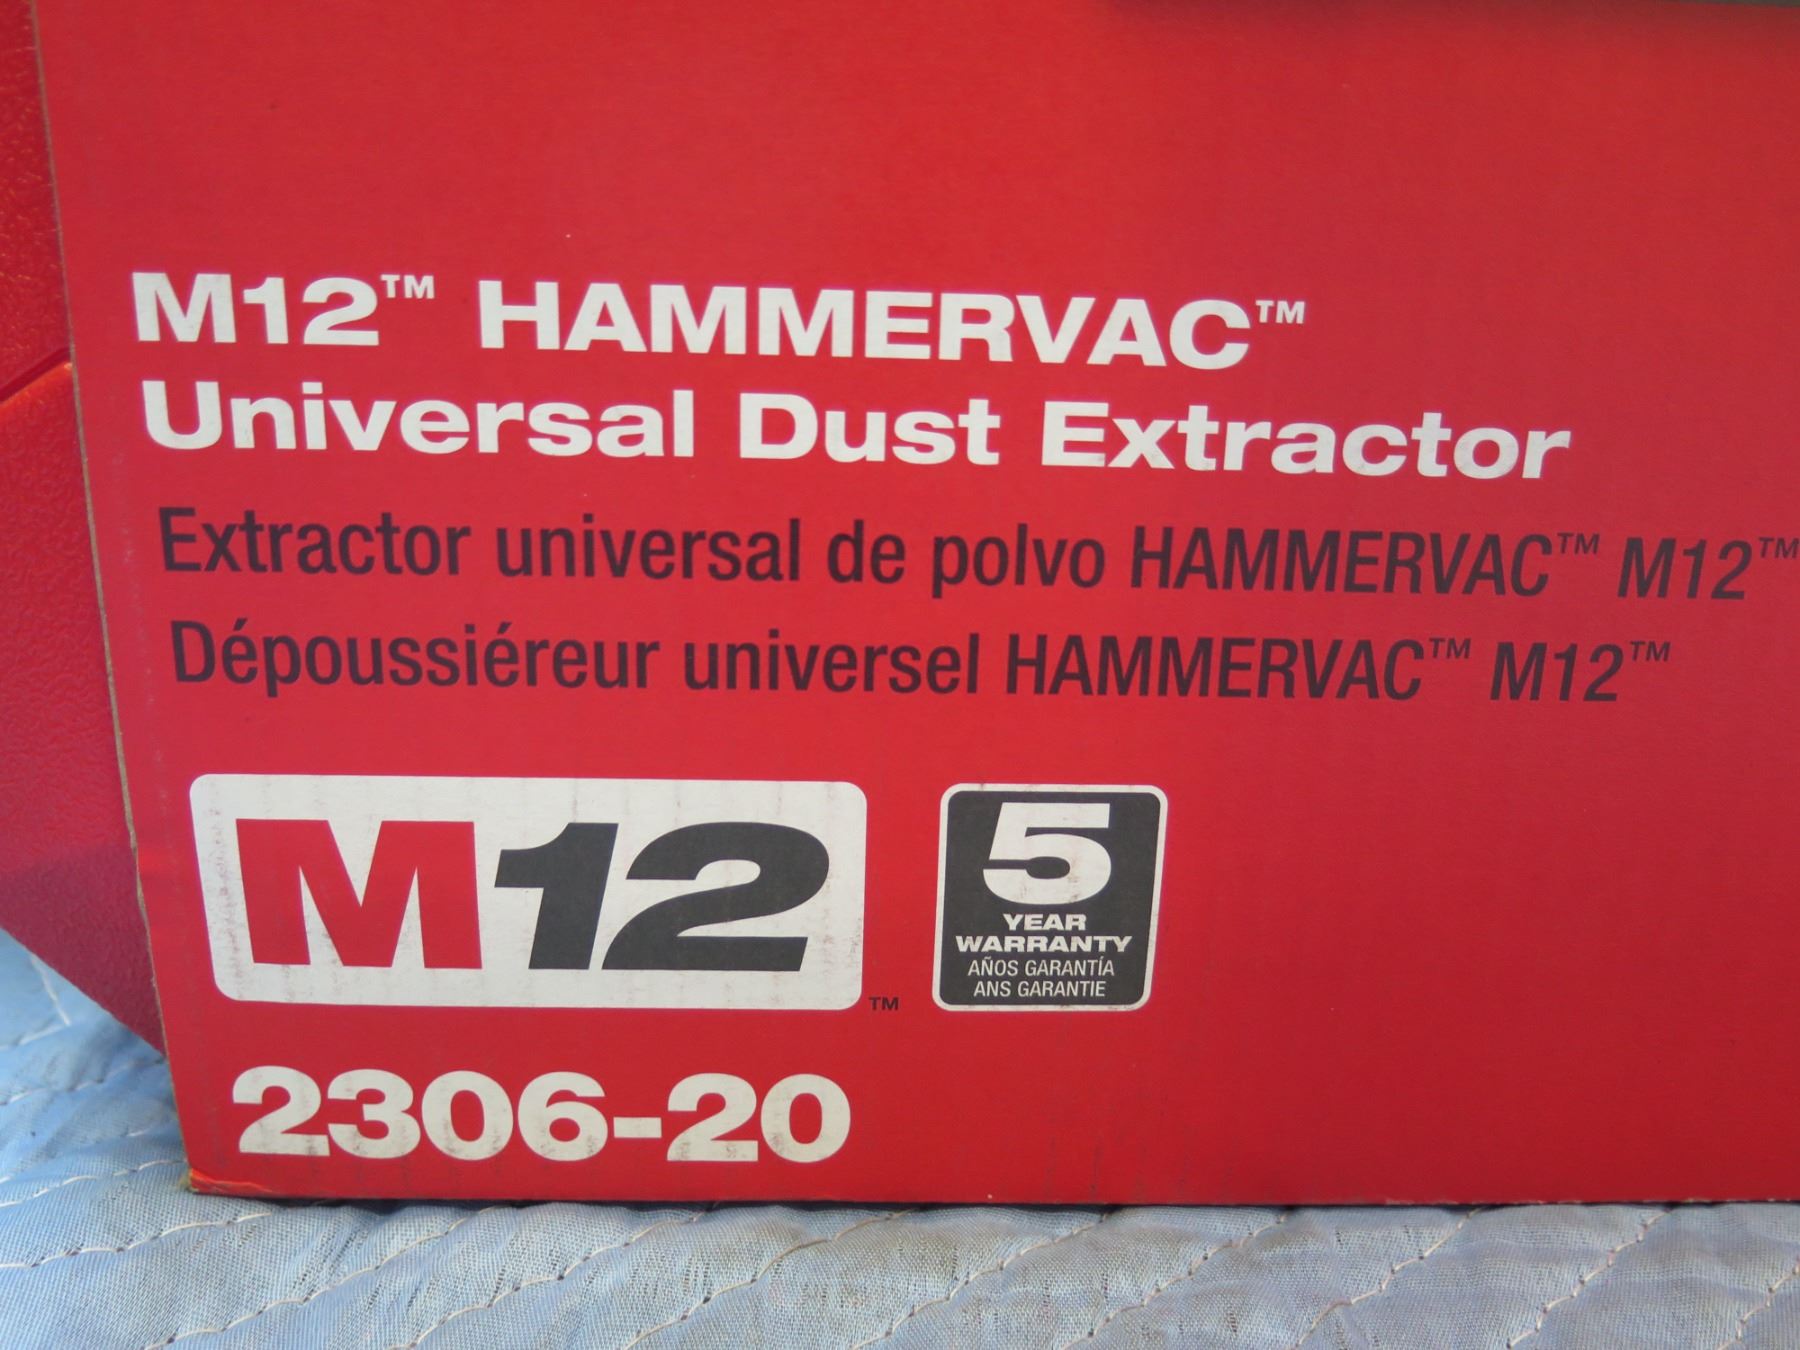 M12™ HAMMERVAC™
Universal Dust Extractor
Extractor universal de polvo HAMMERVAC™ M12™
Dépoussiéreur universel HAMMERVAC™ M12™
M12™
5
YEAR
WARRANTY
AÑOS GARANTÍA
ANS GARANTIE
2306-20